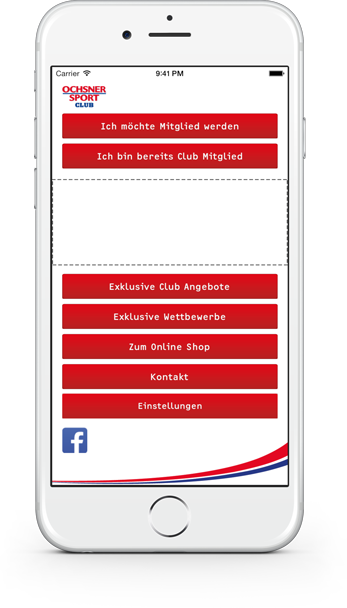 Carrier 9:41 PM
OCHSNER
SPORT
CLUB
Ich möchte Mitglied werden
Ich bin bereits Club Mitglied
Exklusive Club Angebote
Exklusive Wettbewerbe
Zum Online Shop
Kontakt
Einstellungen
f